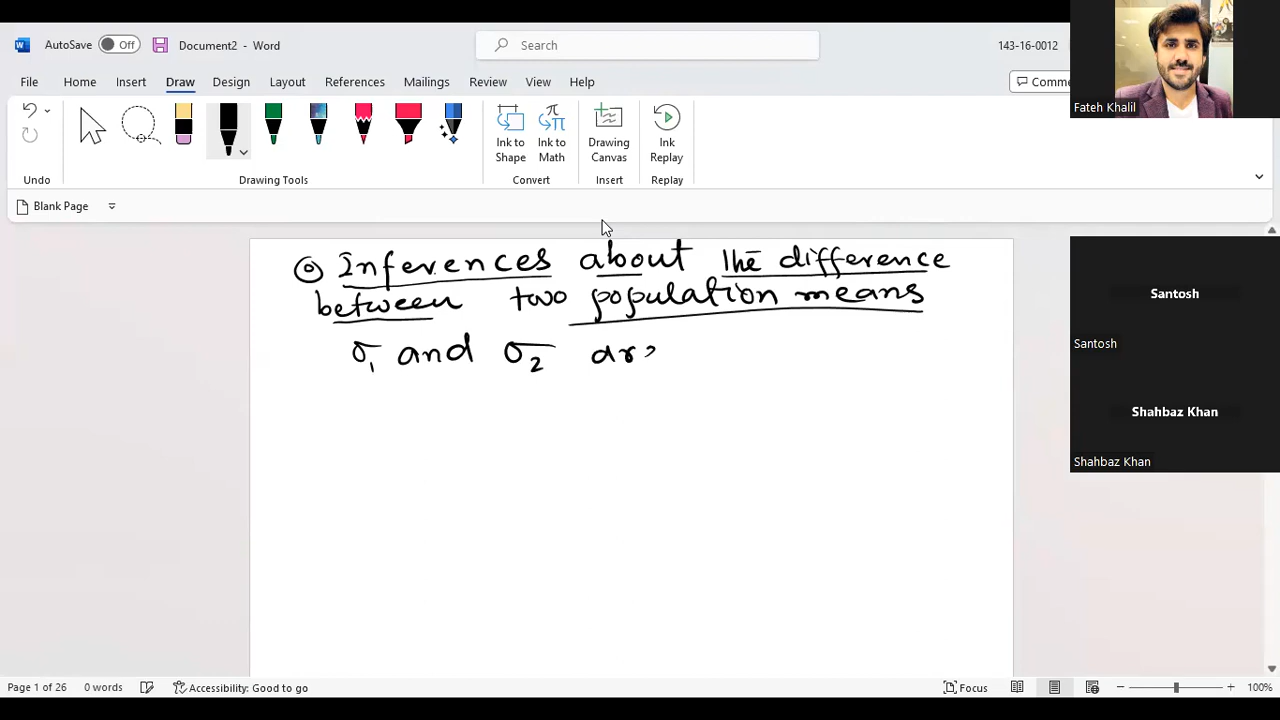 AutoSave Off Document2 - Word Search 143-16-0012
File Home Insert Draw Design Layout References Mailings Review View Help Comme
Fateh Khalil
Ink to Shape Ink to Math Drawing Canvas Ink Replay
Undo Drawing Tools Convert Insert Replay
Blank Page
Inferences about the difference
between two population means
σ₁ and σ₂
Santosh
Santosh
Shahbaz Khan
Shahbaz Khan
Page 1 of 26 0 words Accessibility: Good to go Focus 100%